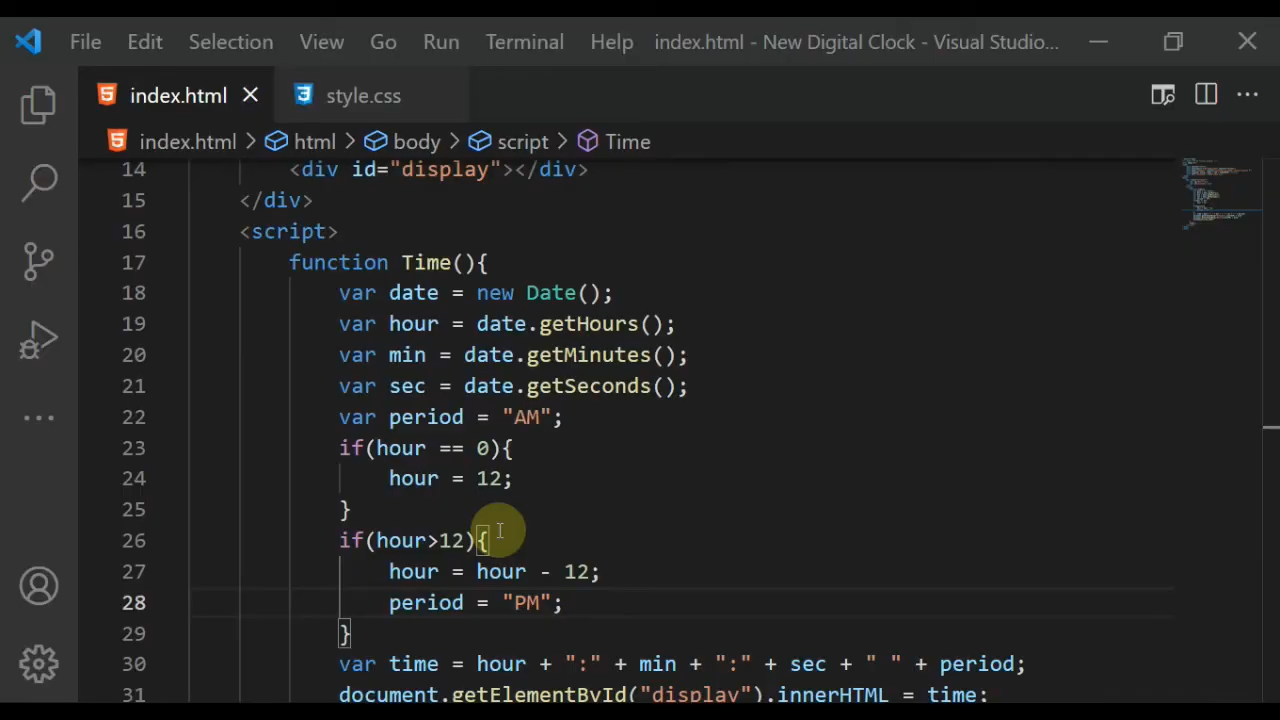 File Edit Selection View Go Run Terminal Help index.html - New Digital Clock - Visual Studio...
index.html style.css
index.html > html > body > script > Time
14 <div id="display"></div>
15 </div>
16 <script>
17 function Time(){
18 var date = new Date();
19 var hour = date.getHours();
20 var min = date.getMinutes();
21 var sec = date.getSeconds();
22 var period = "AM";
23 if(hour == 0){
24 hour = 12;
25 }
26 if(hour>12){
27 hour = hour - 12;
28 period = "PM";
29 }
30 var time = hour + ":" + min + ":" + sec + " " + period;
31 document.getElementById("display").innerHTML = time;